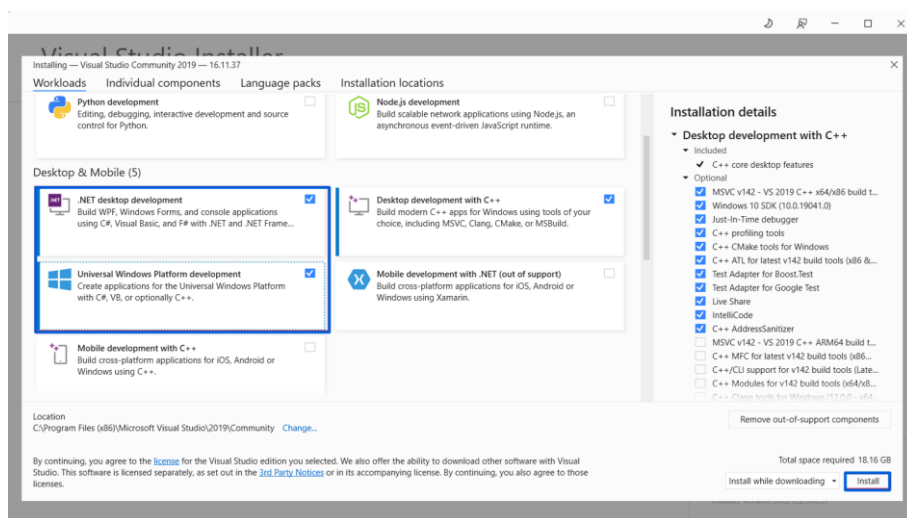 Visual Studio Installer
Installing — Visual Studio Community 2019 — 16.11.37
Workloads Individual components Language packs Installation locations
Python development
Editing, debugging, interactive development and source
control for Python.
Node.js development
Build scalable network applications using Node.js, an
asynchronous event-driven JavaScript runtime.
Desktop & Mobile (5)
.NET desktop development
Build WPF, Windows Forms, and console applications
using C#, Visual Basic, and F# with .NET and .NET Frame...
Desktop development with C++
Build modern C++ apps for Windows using tools of your
choice, including MSVC, Clang, CMake, or MSBuild.
Universal Windows Platform development
Create applications for the Universal Windows Platform
with C#, VB, or optionally C++.
Mobile development with .NET (out of support)
Build cross-platform applications for iOS, Android or
Windows using Xamarin.
Mobile development with C++
Build cross-platform applications for iOS, Android or
Windows using C++.
Installation details
Desktop development with C++
Included
C++ core desktop features
Optional
MSVC v142 - VS 2019 C++ x64/x86 build t...
Windows 10 SDK (10.0.19041.0)
Just-In-Time debugger
C++ profiling tools
C++ CMake tools for Windows
C++ ATL for latest v142 build tools (x86 &...
Test Adapter for Boost.Test
Test Adapter for Google Test
Live Share
IntelliCode
C++ AddressSanitizer
MSVC v142 - VS 2019 C++ ARM64 build t...
C++ MFC for latest v142 build tools (x86...
C++/CLI support for v142 build tools (Late...
C++ Modules for v142 build tools (x64/x8...
C++ Clang tools for Windows (12.0.0 - x64...
Location
C:\Program Files (x86)\Microsoft Visual Studio\2019\Community Change...
Remove out-of-support components
By continuing, you agree to the license for the Visual Studio edition you selected. We also offer the ability to download other software with Visual
Studio. This software is licensed separately, as set out in the 3rd Party Notices or in its accompanying license. By continuing, you also agree to those
licenses.
Total space required 18.16 GB
Install while downloading Install